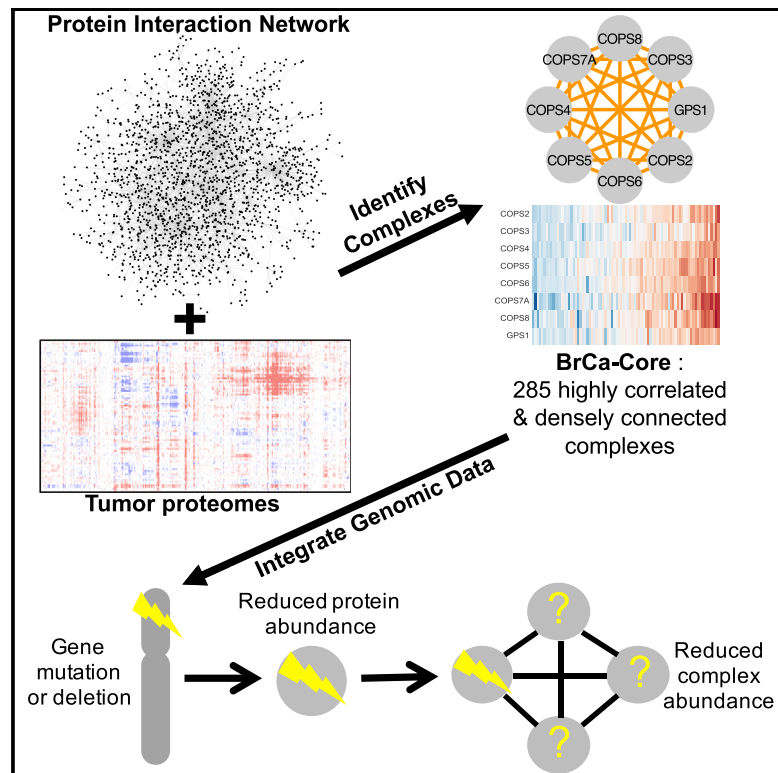 Protein Interaction Network
COPS8
COPS7A
COPS3
COPS4
GPS1
COPS5
COPS2
COPS6
Identify
Complexes
+
COPS2
COPS3
COPS4
COPS5
COPS6
COPS7A
COPS8
GPS1
Tumor proteomes
BrCa-Core :
285 highly correlated
& densely connected
complexes
Integrate Genomic Data
Gene
mutation
or deletion
Reduced protein
abundance
?
?
?
Reduced
complex
abundance